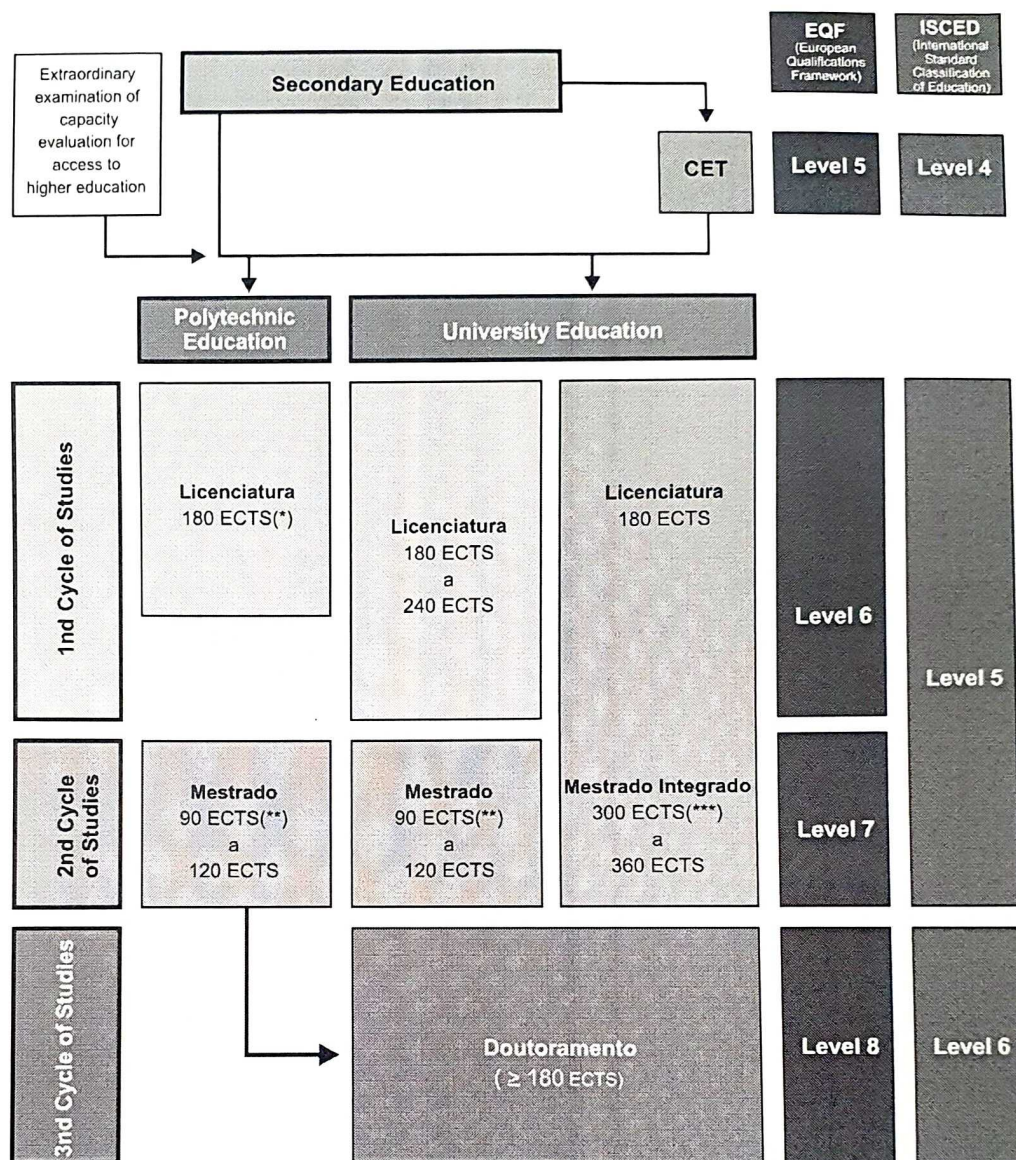 EQF
(European
Qualifications
Framework)
ISCED
(International
Standard
Classification
of Education)
Extraordinary
examination of
capacity
evaluation for
access to
higher education
Secondary Education
CET
Level 5
Level 4
Polytechnic
Education
University Education
1nd Cycle of Studies
Licenciatura
180 ECTS(*)
Licenciatura
180 ECTS
a
240 ECTS
Licenciatura
180 ECTS
Level 6
Level 5
2nd Cycle
of Studies
Mestrado
90 ECTS(**)
a
120 ECTS
Mestrado
90 ECTS(**)
a
120 ECTS
Mestrado Integrado
300 ECTS(***)
a
360 ECTS
Level 7
3nd Cycle of Studies
Doutoramento
( ≥ 180 ECTS)
Level 8
Level 6